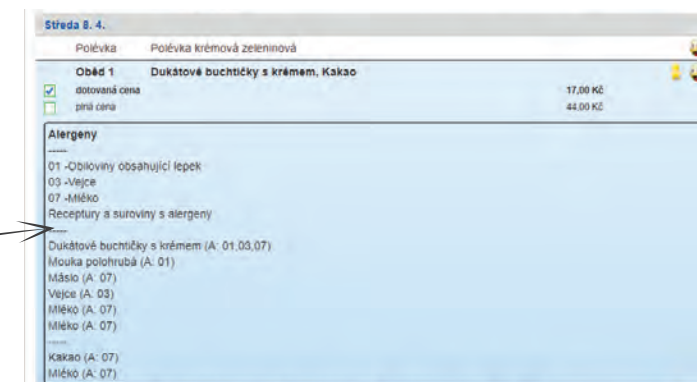 Středa 8. 4.
Polévka Polévka krémová zeleninová
Oběd 1 Dukátové buchtičky s krémem, Kakao
dotovaná cena 17,00 Kč
plná cena 44,00 Kč
Alergeny
-----
01 -Obiloviny obsahující lepek
03 -Vejce
07 -Mléko
Receptury a suroviny s alergeny
-----
Dukátové buchtičky s krémem (A: 01,03,07)
Mouka polohrubá (A: 01)
Máslo (A: 07)
Vejce (A: 03)
Mléko (A: 07)
Mléko (A: 07)
-----
Kakao (A: 07)
Mléko (A: 07)